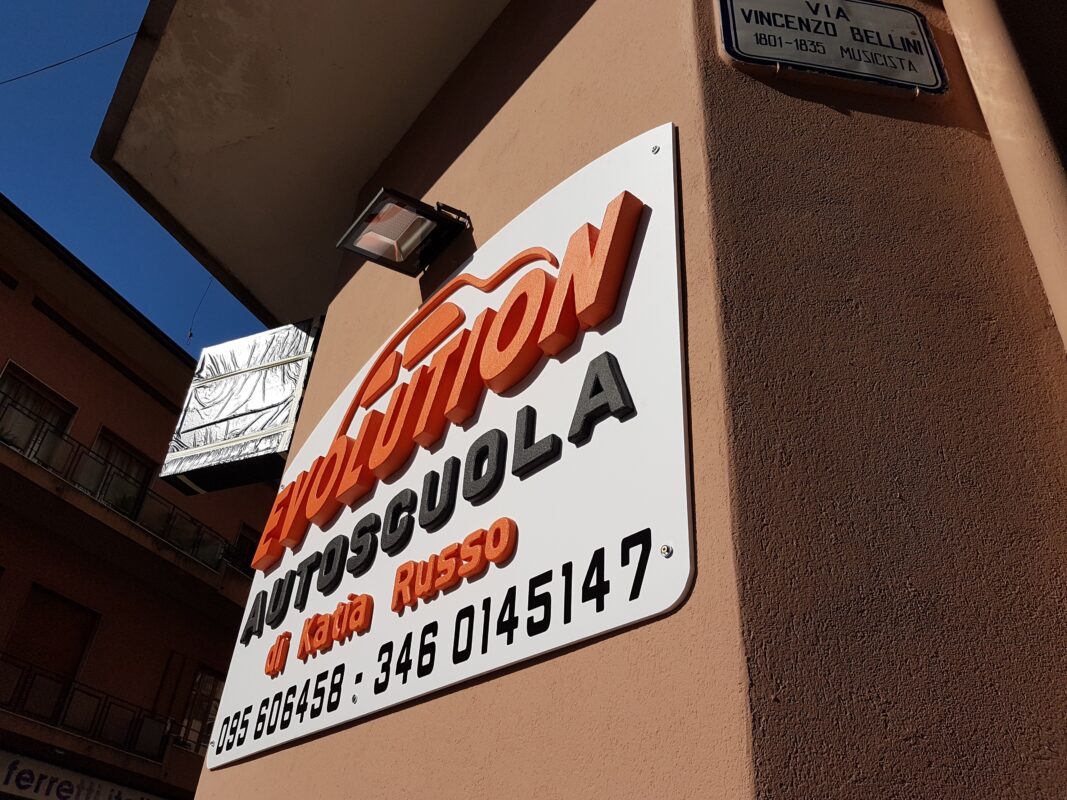 VIA
VINCENZO BELLINI
1801-1835 MUSICISTA
EVOLUTION
AUTOSCUOLA
di Katia Russo
095 606458 - 346 0145147
ferretti